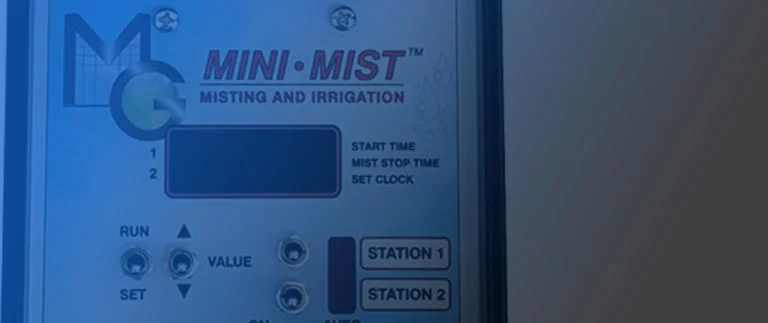 MG
MINI • MIST™
MISTING AND IRRIGATION
1
2
START TIME
MIST STOP TIME
SET CLOCK
RUN
VALUE
SET
STATION 1
STATION 2